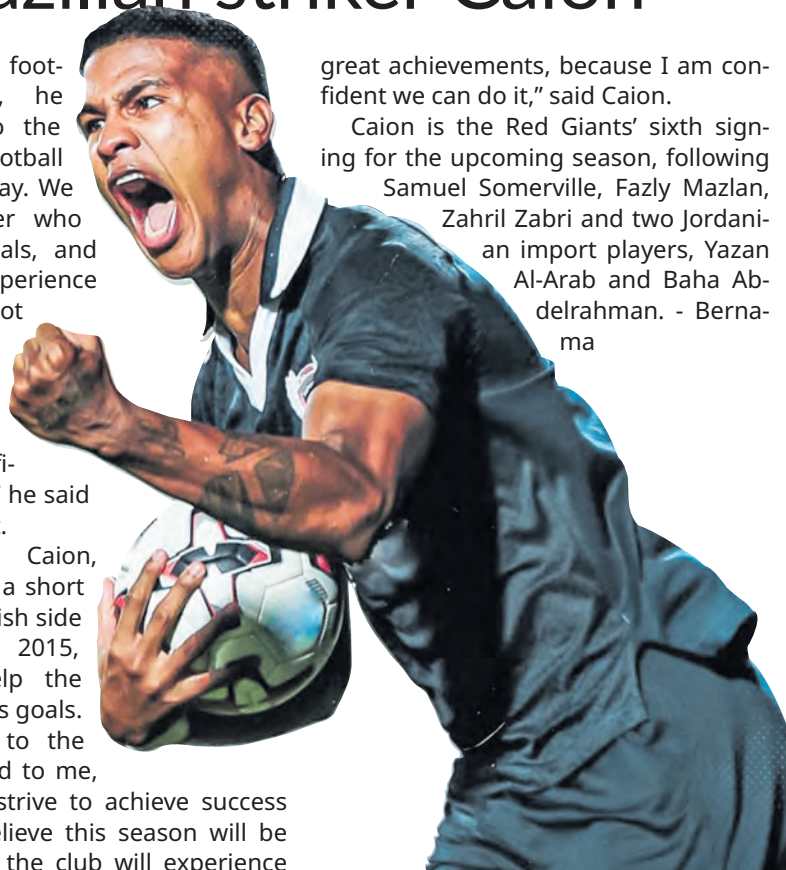 striker Caion
foot-
, he
the
otball
ay. We
er who
als, and
perience
ot
fi-
he said
Caion,
a short
ish side
2015,
elp the
s goals.
to the
d to me,
strive to achieve success
elieve this season will be
the club will experience
great achievements, because I am con-
fident we can do it,” said Caion.
Caion is the Red Giants’ sixth sign-
ing for the upcoming season, following
Samuel Somerville, Fazly Mazlan,
Zahril Zabri and two Jordani-
an import players, Yazan
Al-Arab and Baha Ab-
delrahman. - Berna-
ma